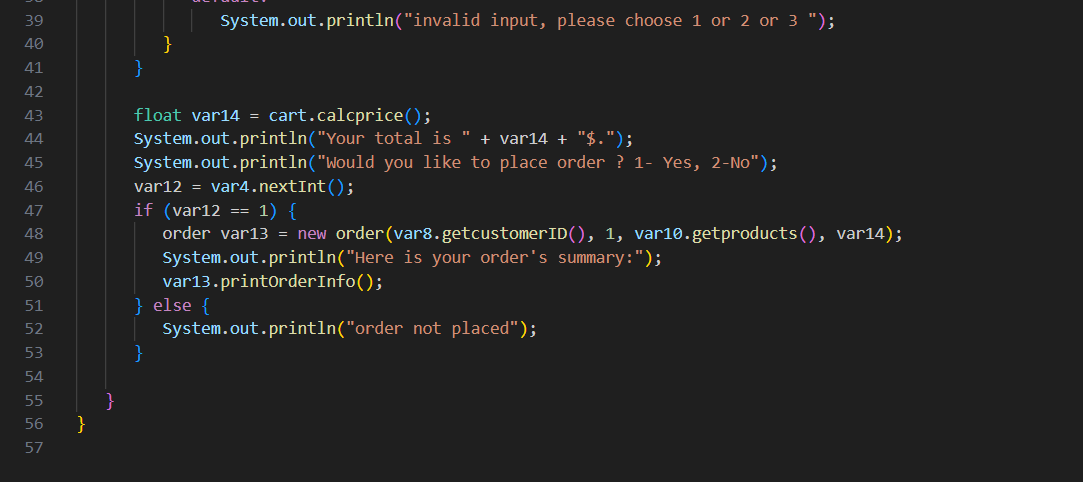 39 System.out.println("invalid input, please choose 1 or 2 or 3 ");
40 }
41 }
42
43 float var14 = cart.calcprice();
44 System.out.println("Your total is " + var14 + "$.");
45 System.out.println("Would you like to place order ? 1- Yes, 2-No");
46 var12 = var4.nextInt();
47 if (var12 == 1) {
48 order var13 = new order(var8.getcustomerID(), 1, var10.getproducts(), var14);
49 System.out.println("Here is your order's summary:");
50 var13.printOrderInfo();
51 } else {
52 System.out.println("order not placed");
53 }
54
55 }
56 }
57